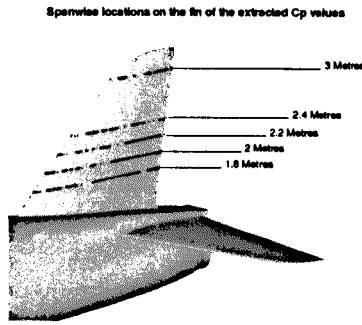 Spanwise locations on the fin of the extracted Cp values
3 Metres
2.4 Metres
2.2 Metres
2 Metres
1.8 Metres